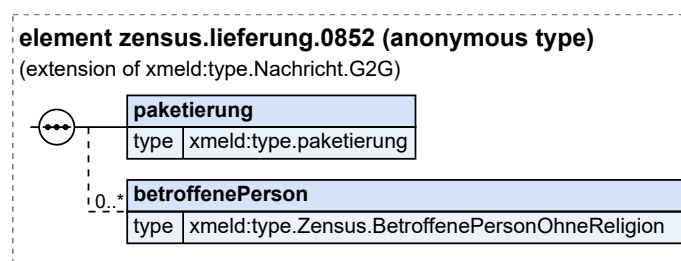 element zensus.lieferung.0852 (anonymous type)
(extension of xmeld:type.Nachricht.G2G)
paketierung
type xmeld:type.paketierung
0..* betroffenePerson
type xmeld:type.Zensus.BetroffenePersonOhneReligion